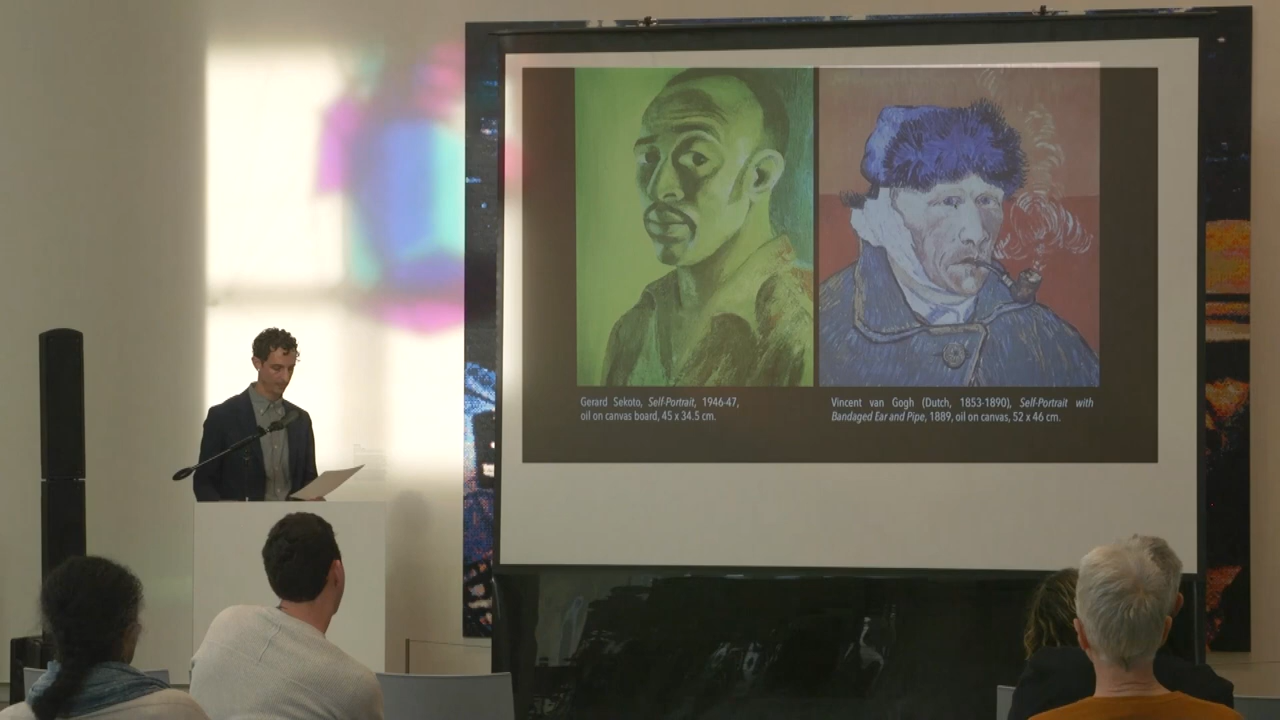 Gerard Sekoto, Self-Portrait, 1946-47,
oil on canvas board, 45 x 34.5 cm.
Vincent van Gogh (Dutch, 1853-1890), Self-Portrait with
Bandaged Ear and Pipe, 1889, oil on canvas, 52 x 46 cm.